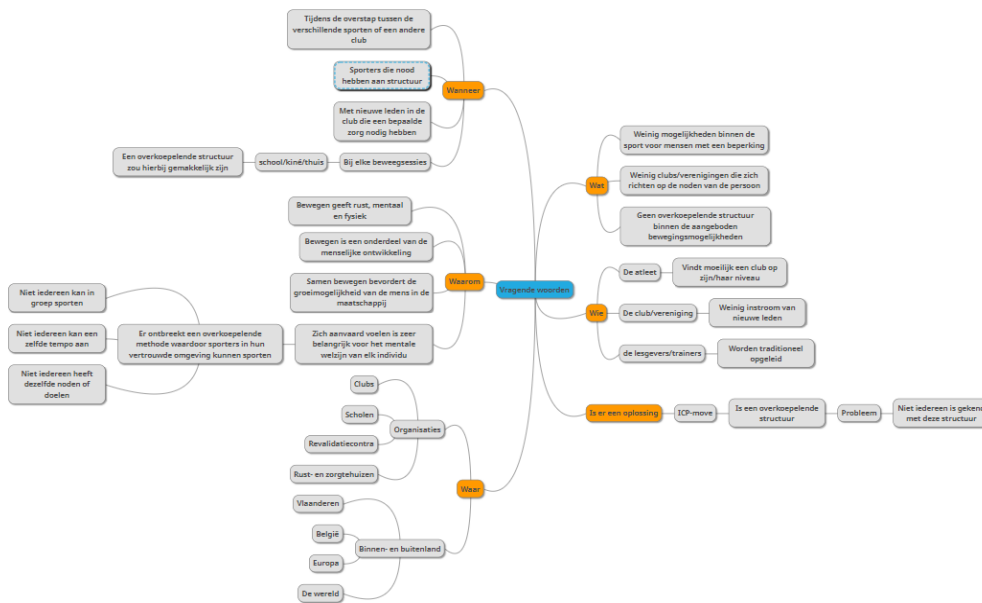 Tijdens de overstap tussen de
verschillende sporten of een andere
club
Sporters die nood
hebben aan structuur
Wanneer
Met nieuwe leden in de
club die een bepaalde
zorg nodig hebben
Een overkoepelende structuur
zou hierbij gemakkelijk zijn
school/kiné/thuis
Bij elke beweegsessies
Bewegen geeft rust, mentaal
en fysiek
Bewegen is een onderdeel van de
menselijke ontwikkeling
Waarom
Samen bewegen bevordert de
groeimogelijkheid van de mens in de
maatschappij
Niet iedereen kan in
groep sporten
Niet iedereen kan een
zelfde tempo aan
Niet iedereen heeft
dezelfde noden of
doelen
Er ontbreekt een overkoepelende
methode waardoor sporters in hun
vertrouwde omgeving kunnen sporten
Zich aanvaard voelen is zeer
belangrijk voor het mentale
welzijn van elk individu
Vragende woorden
Clubs
Scholen
Organisaties
Revalidatiecontra
Rust- en zorgtehuizen
Waar
Vlaanderen
België
Binnen- en buitenland
Europa
De wereld
Weinig mogelijkheden binnen de
sport voor mensen met een beperking
Wat
Weinig clubs/verenigingen die zich
richten op de noden van de persoon
Geen overkoepelende structuur
binnen de aangeboden
bewegingsmogelijkheden
De atleet
Vindt moeilijk een club op
zijn/haar niveau
Wie
De club/vereniging
Weinig instroom van
nieuwe leden
de lesgevers/trainers
Worden traditioneel
opgeleid
Is er een oplossing
ICP-move
Is een overkoepelende
structuur
Probleem
Niet iedereen is gekend
met deze structuur